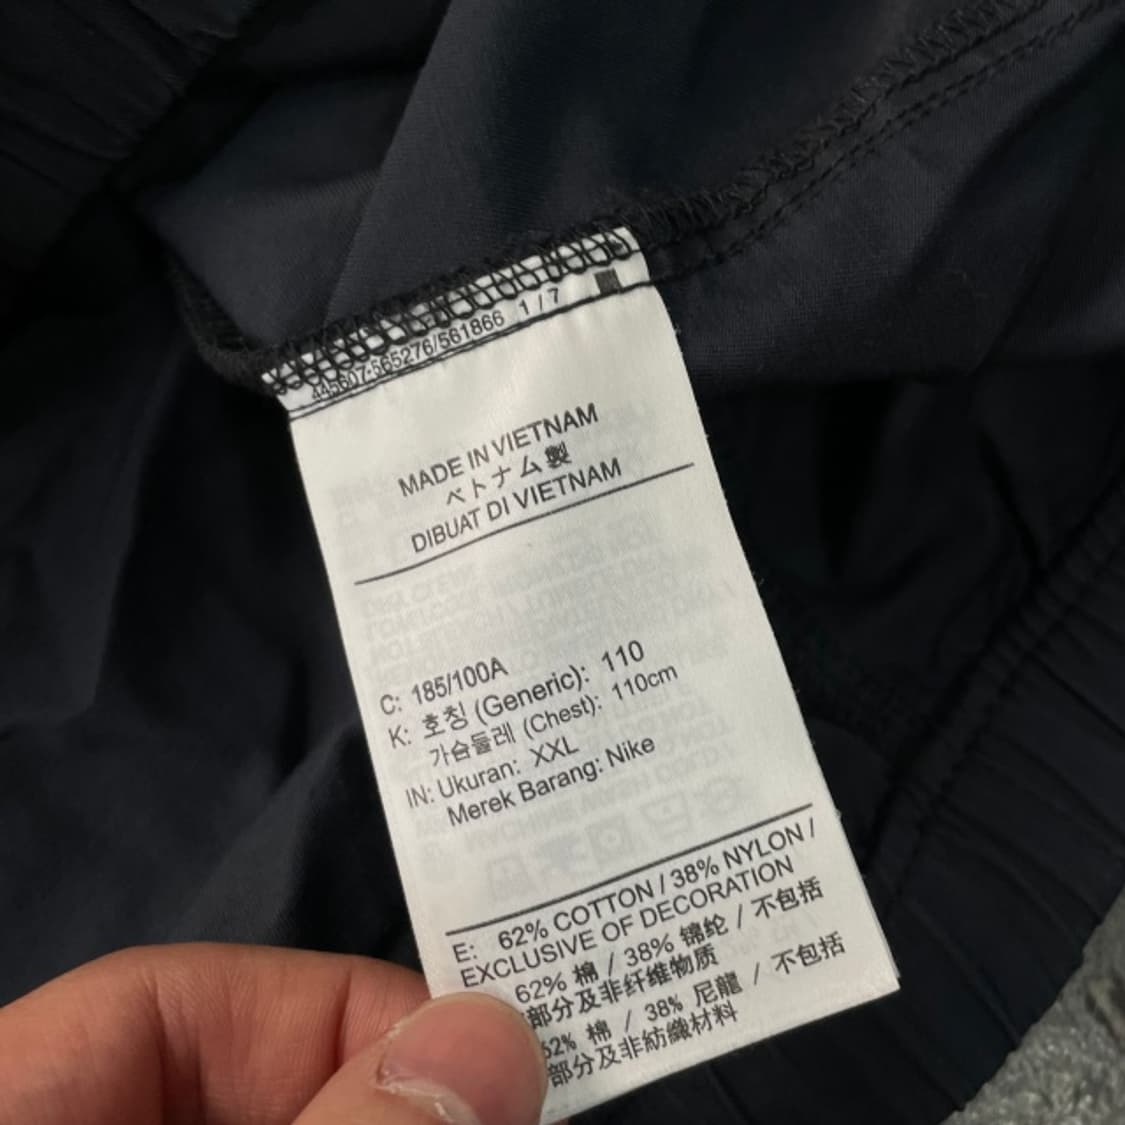 445607-565276/561866 1 / 7
MADE IN VIETNAM
ベトナム製
DIBUAT DI VIETNAM
C: 185/100A
K: 호칭 (Generic): 110
가슴둘레 (Chest): 110cm
IN: Ukuran: XXL
Merek Barang: Nike
E: 62% COTTON / 38% NYLON /
EXCLUSIVE OF DECORATION
62% 棉 / 38% 锦纶 / 不包括
部分及非纤维物质
62% 棉 / 38% 尼龍 / 不包括
部分及非紡織材料